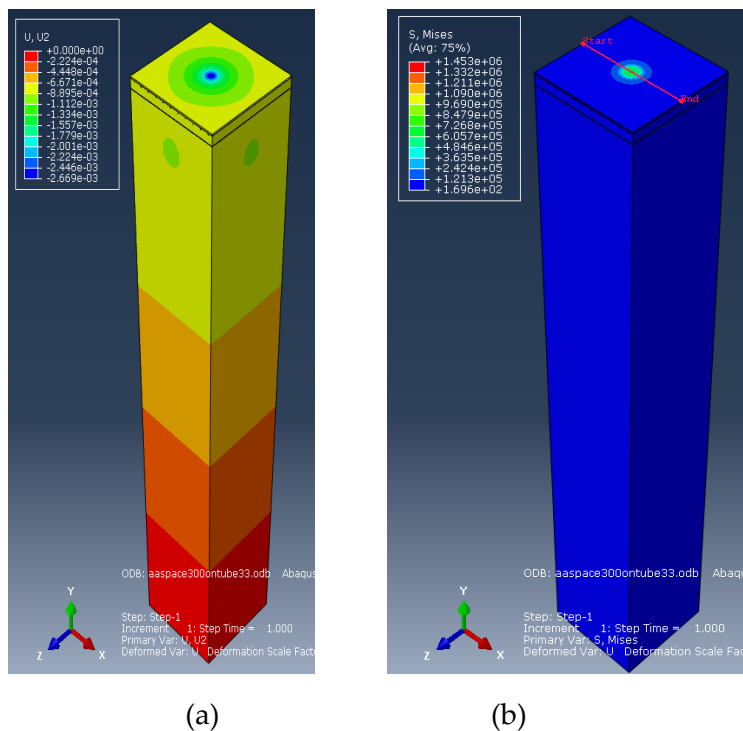 U, U2
+0.000e+00
-2.224e-04
-4.448e-04
-6.671e-04
-8.895e-04
-1.112e-03
-1.334e-03
-1.557e-03
-1.779e-03
-2.001e-03
-2.224e-03
-2.446e-03
-2.669e-03
ODB: aaspace300ontube33.odb Abaqus
Y
Z
X
Step: Step-1
Increment 1: Step Time = 1.000
Primary Var: U, U2
Deformed Var: U Deformation Scale Facto
(a)
S, Mises
(Avg: 75%)
+1.453e+06
+1.332e+06
+1.211e+06
+1.090e+06
+9.690e+05
+8.479e+05
+7.268e+05
+6.057e+05
+4.846e+05
+3.635e+05
+2.424e+05
+1.213e+05
+1.696e+02
Start
End
ODB: aaspace300ontube33.odb Abaqu
Y
Z
X
Step: Step-1
Increment 1: Step Time = 1.000
Primary Var: S, Mises
Deformed Var: U Deformation Scale Fac
(b)